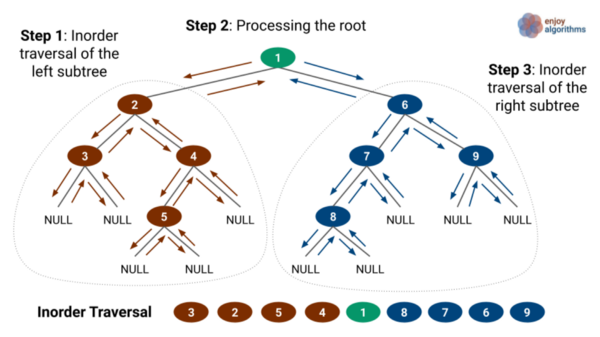 Step 1: Inorder
traversal of the
left subtree
Step 2: Processing the root
enjoy
algorithms
Step 3: Inorder
traversal of the
right subtree
1
2
6
3
4
7
9
NULL
NULL
5
NULL
8
NULL
NULL
NULL
NULL
NULL
NULL
NULL
Inorder Traversal
3 2 5 4 1 8 7 6 9